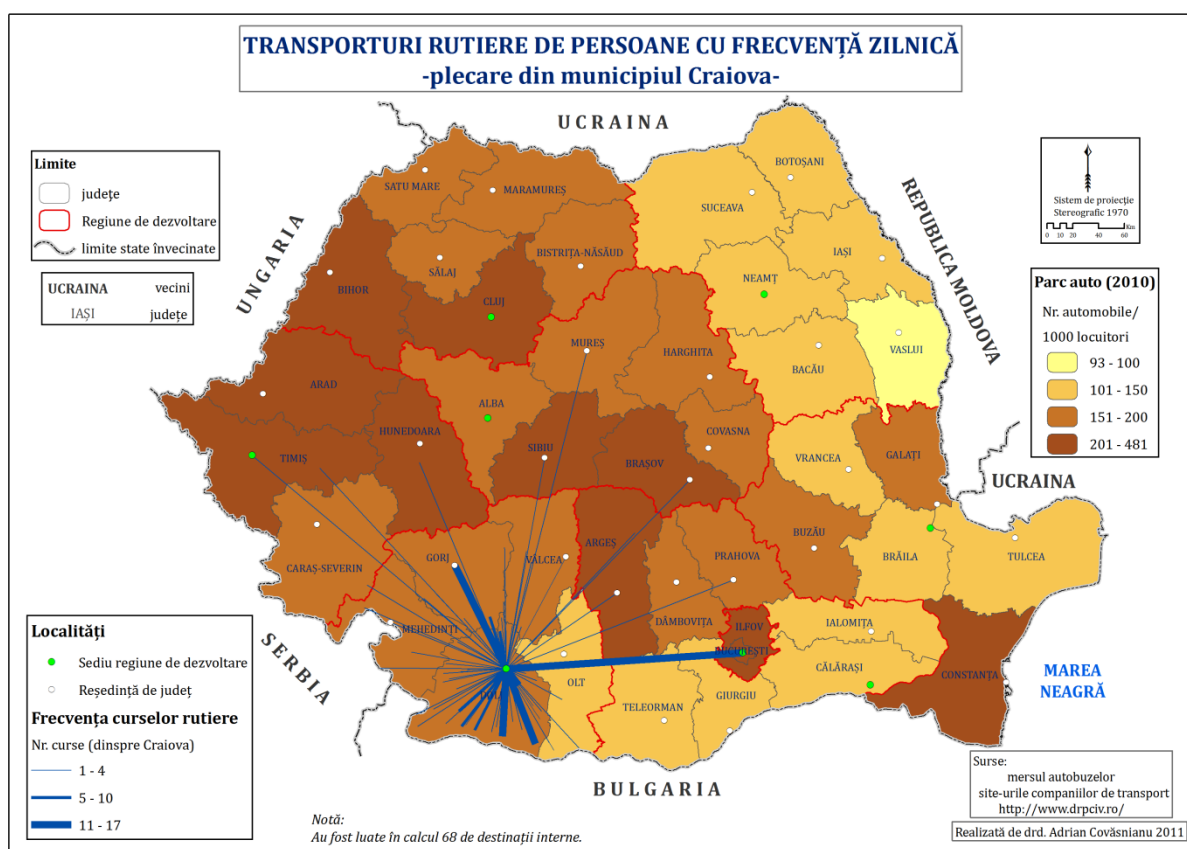 TRANSPORTURI RUTIERE DE PERSOANE CU FRECVENȚĂ ZILNICĂ
-plecare din municipiul Craiova-
Limite
județe
Regiune de dezvoltare
limite state învecinate
UCRAINA vecini
IAȘI județe
UCRAINA
UNGARIA
REPUBLICA MOLDOVA
UCRAINA
SERBIA
BULGARIA
MAREA
NEAGRĂ
Sistem de proiecție
Stereografic 1970
0 10 20 40 60
Km
Parc auto (2010)
Nr. automobile/
1000 locuitori
93 - 100
101 - 150
151 - 200
201 - 481
BOTOȘANI
SATU MARE
MARAMUREȘ
SUCEAVA
IAȘI
BISTRIȚA-NĂSĂUD
SĂLAJ
NEAMȚ
BIHOR
CLUJ
MUREȘ
HARGHITA
VASLUI
BACĂU
ARAD
ALBA
HUNEDOARA
COVASNA
SIBIU
BRAȘOV
TIMIȘ
VRANCEA
GALAȚI
BUZĂU
ARGEȘ
GORJ
VÂLCEA
PRAHOVA
BRĂILA
TULCEA
CARAȘ-SEVERIN
MEHEDINȚI
DÂMBOVIȚA
ILFOV
IALOMIȚA
BUCUREȘTI
OLT
CĂLĂRAȘI
CONSTANȚA
DOLJ
TELEORMAN
GIURGIU
Localități
Sediu regiune de dezvoltare
Reședință de județ
Frecvența curselor rutiere
Nr. curse (dinspre Craiova)
1 - 4
5 - 10
11 - 17
Notă:
Au fost luate în calcul 68 de destinații interne.
Surse:
mersul autobuzelor
site-urile companiilor de transport
http://www.drpciv.ro/
Realizată de drd. Adrian Covăsnianu 2011